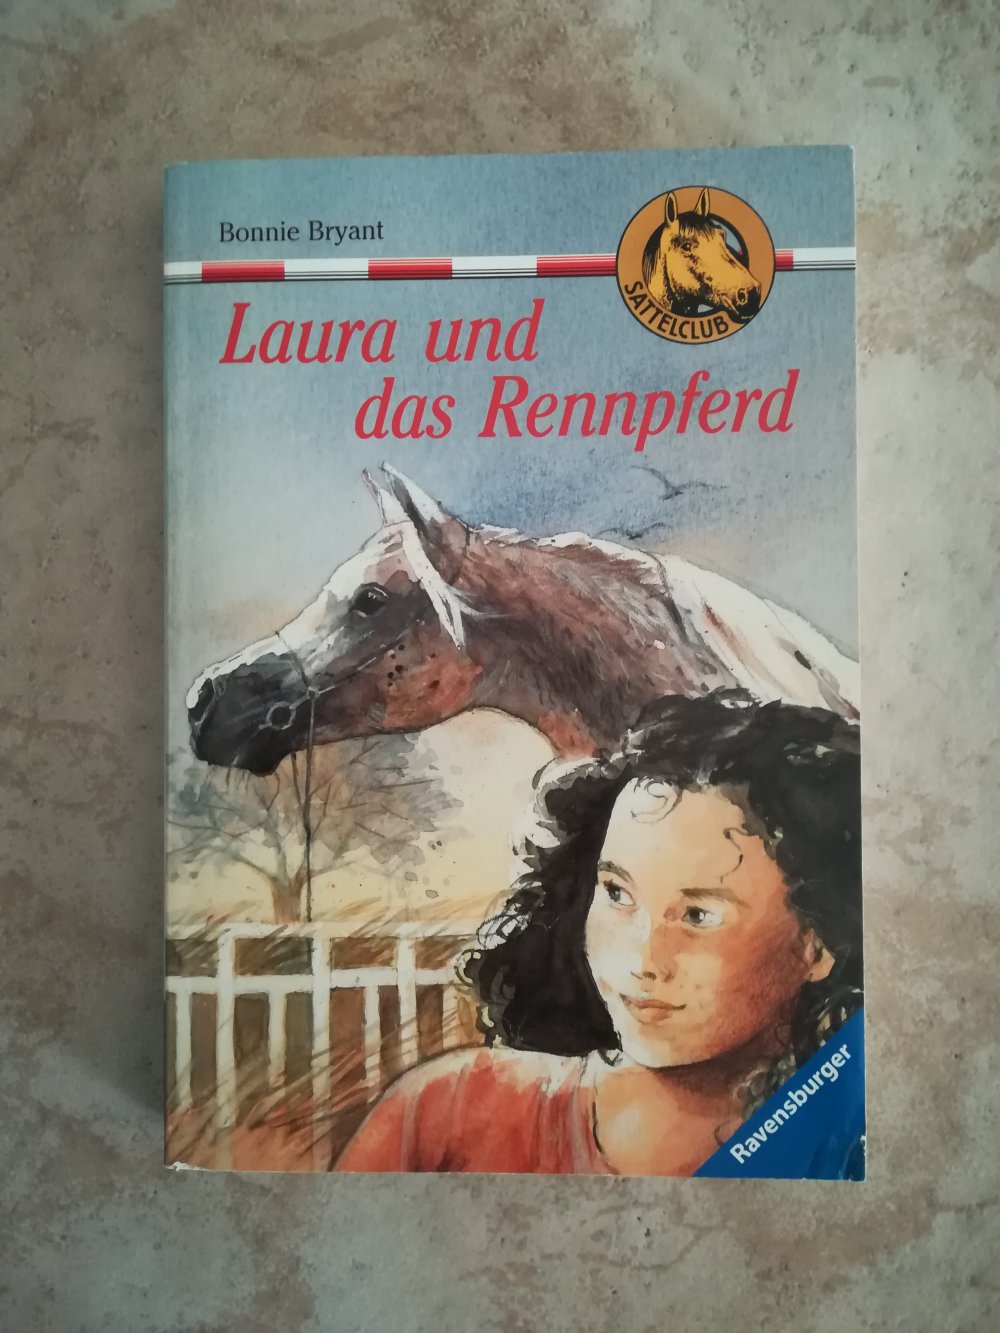 Bonnie Bryant
SATTELCLUB
Laura und
das Rennpferd
Ravensburger